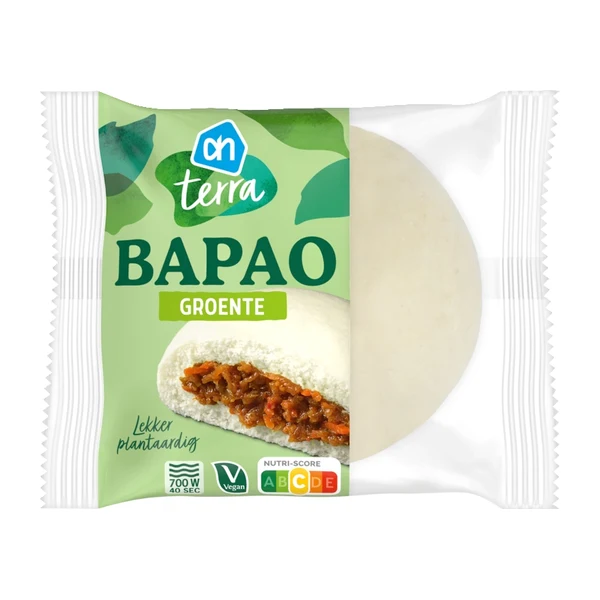 ah
terra
BAPAO
GROENTE
Lekker
plantaardig
700 W
40 SEC
V
Vegan
NUTRI-SCORE
A B C D E